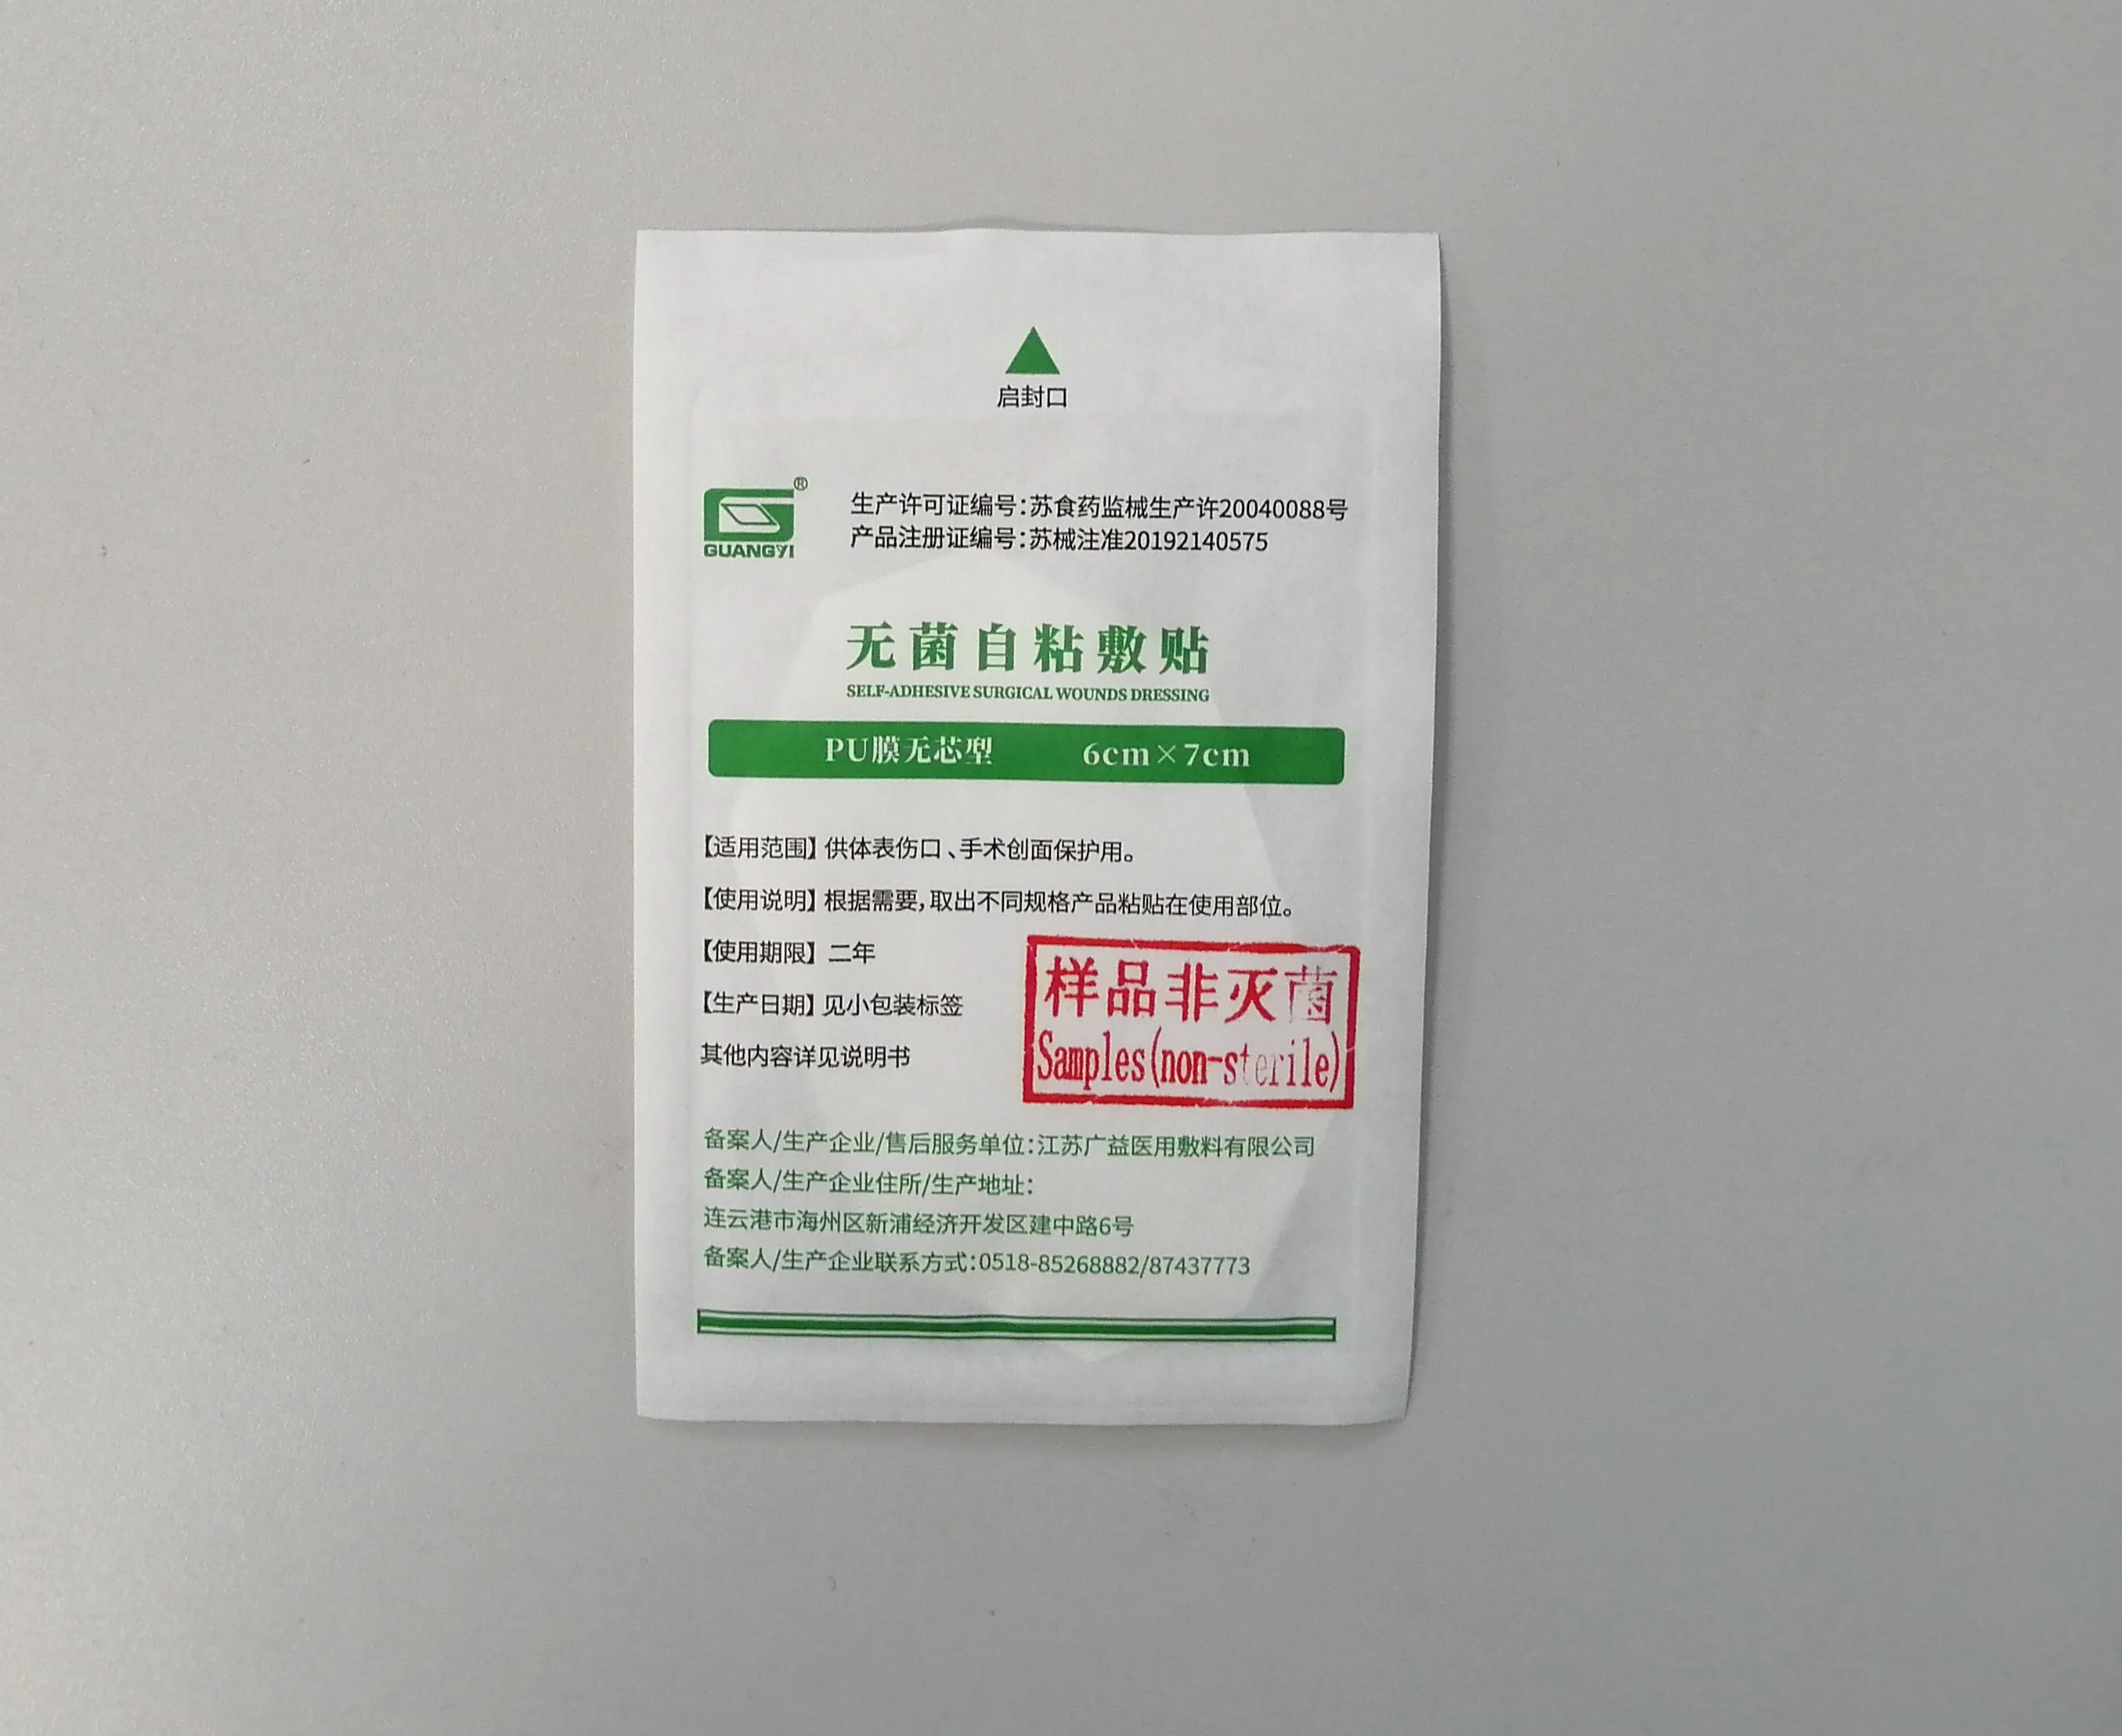 启封口
GUANGYI®
生产许可证编号：苏食药监械生产许20040088号
产品注册证编号：苏械注准20192140575
无菌自粘敷贴
SELF-ADHESIVE SURGICAL WOUNDS DRESSING
PU膜无芯型 6cm×7cm
【适用范围】供体表伤口、手术创面保护用。
【使用说明】根据需要，取出不同规格产品粘贴在使用部位。
【使用期限】二年
【生产日期】见小包装标签
其他内容详见说明书
样品非灭菌
Samples(non-sterile)
备案人/生产企业/售后服务单位：江苏广益医用敷料有限公司
备案人/生产企业住所/生产地址：
连云港市海州区新浦经济开发区建中路6号
备案人/生产企业联系方式：0518-85268882/87437773